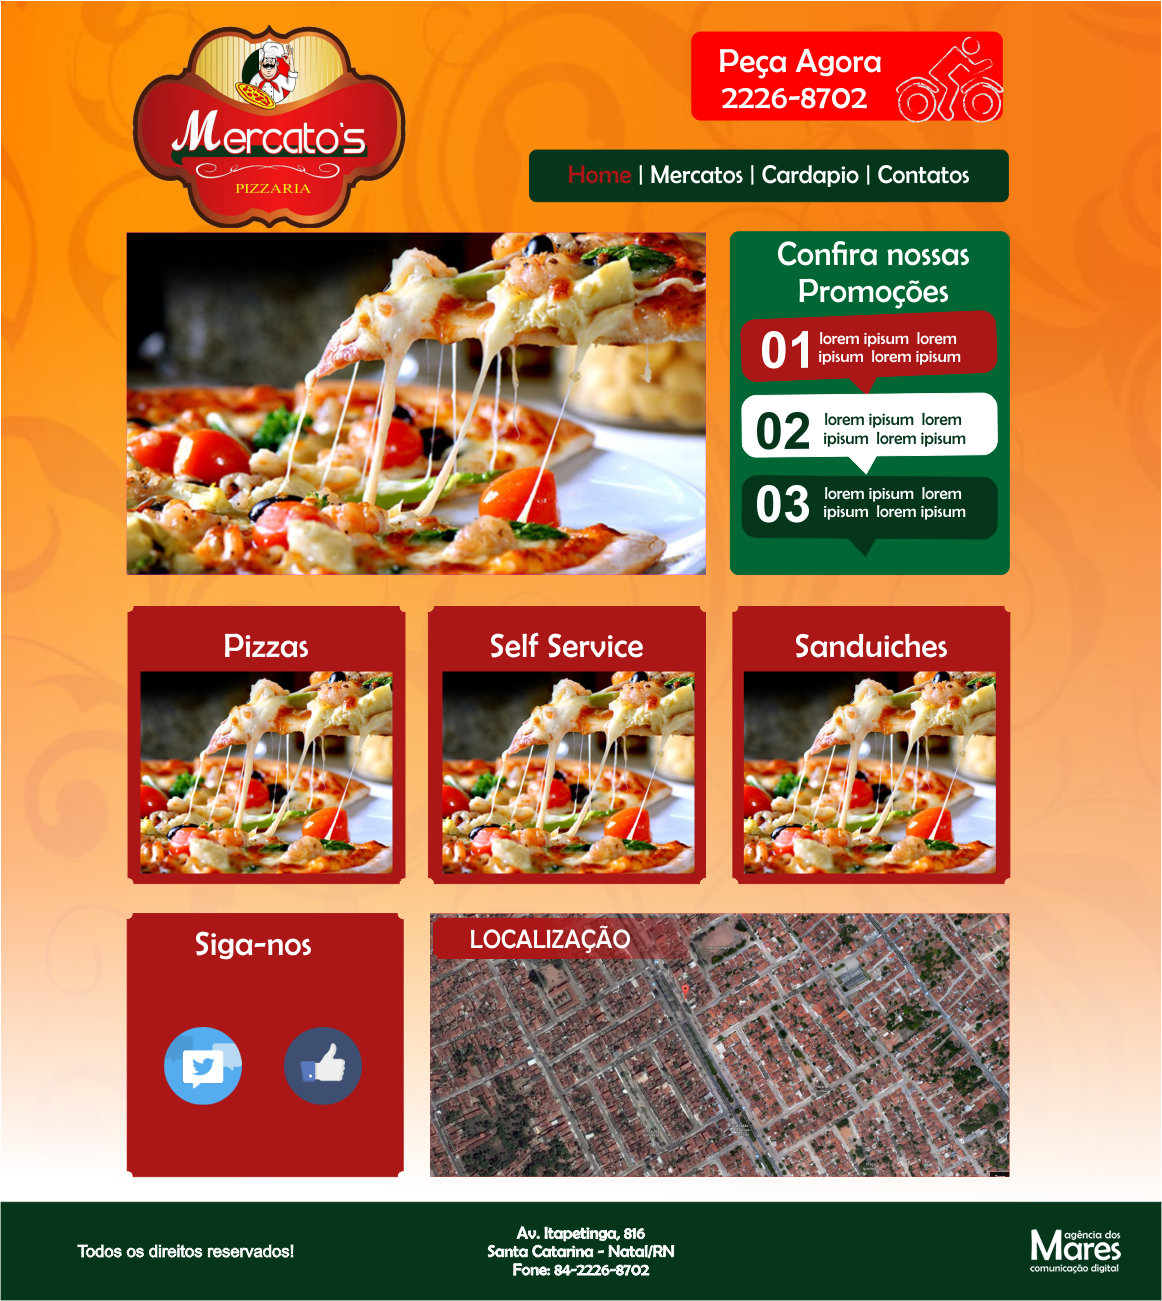 Mercato's
PIZZARIA
Peça Agora
2226-8702
Home | Mercatos | Cardapio | Contatos
Confira nossas
Promoções
01 lorem ipisum lorem
ipisum lorem ipisum
02 lorem ipisum lorem
ipisum lorem ipisum
03 lorem ipisum lorem
ipisum lorem ipisum
Pizzas
Self Service
Sanduiches
Siga-nos
LOCALIZAÇÃO
Todos os direitos reservados!
Av. Itapetinga, 816
Santa Catarina - Natal/RN
Fone: 84-2226-8702
agência dos
Mares
comunicação digital